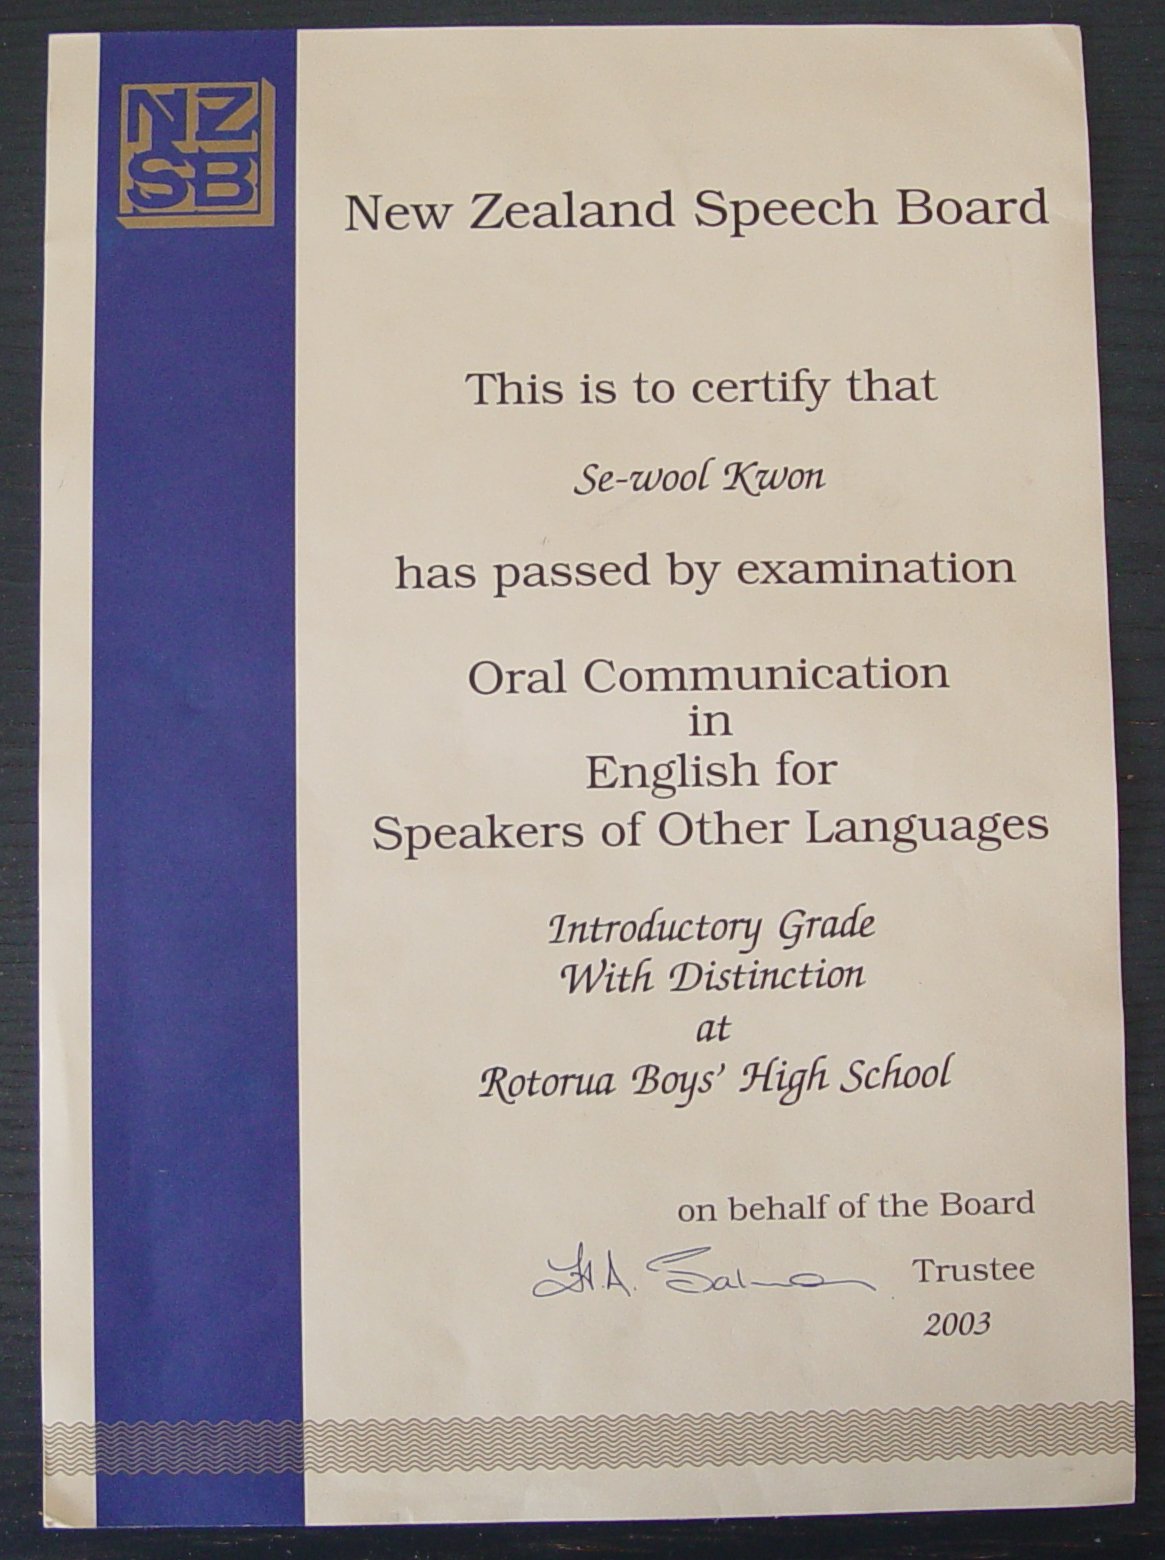 NZ
SB
New Zealand Speech Board
This is to certify that
Se-wool Kwon
has passed by examination
Oral Communication
in
English for
Speakers of Other Languages
Introductory Grade
With Distinction
at
Rotorua Boys' High School
on behalf of the Board
Trustee
2003